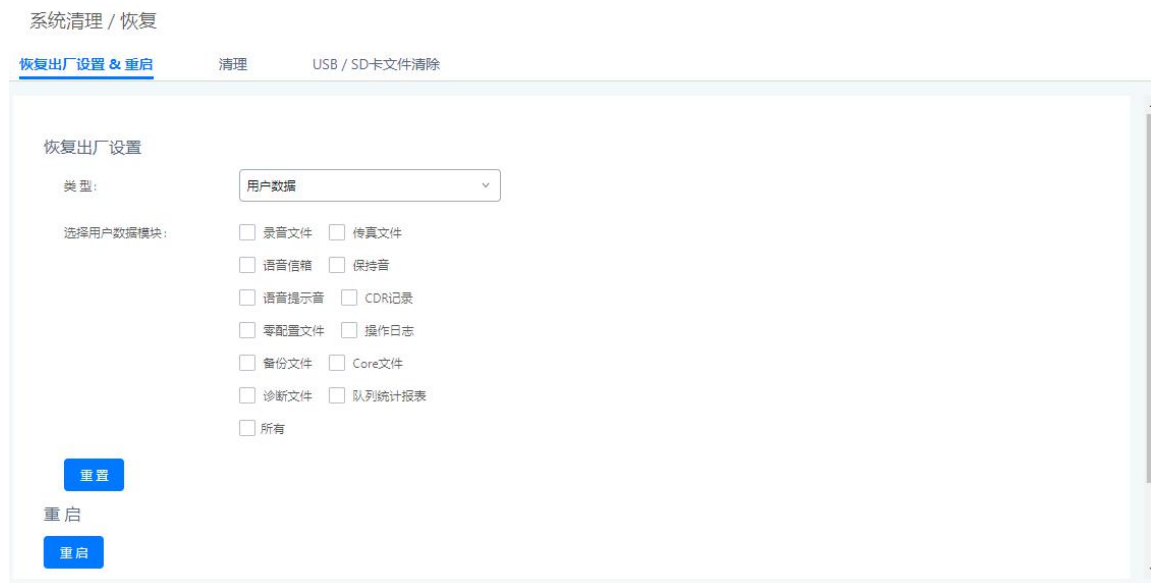 系统清理 / 恢复
恢复出厂设置 & 重启 清理 USB / SD卡文件清除
恢复出厂设置
类型: 用户数据
选择用户数据模块: 录音文件 传真文件
语音信箱 保持音
语音提示音 CDR记录
零配置文件 操作日志
备份文件 Core文件
诊断文件 队列统计报表
所有
重置
重启
重启